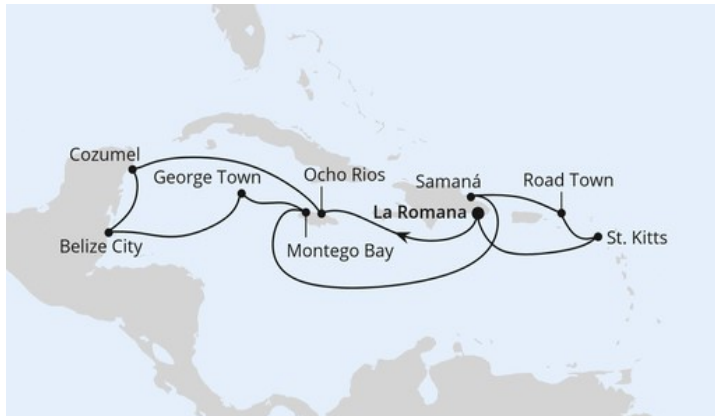 Cozumel
George Town
Ocho Rios
Samaná
Road Town
La Romana
Belize City
Montego Bay
St. Kitts